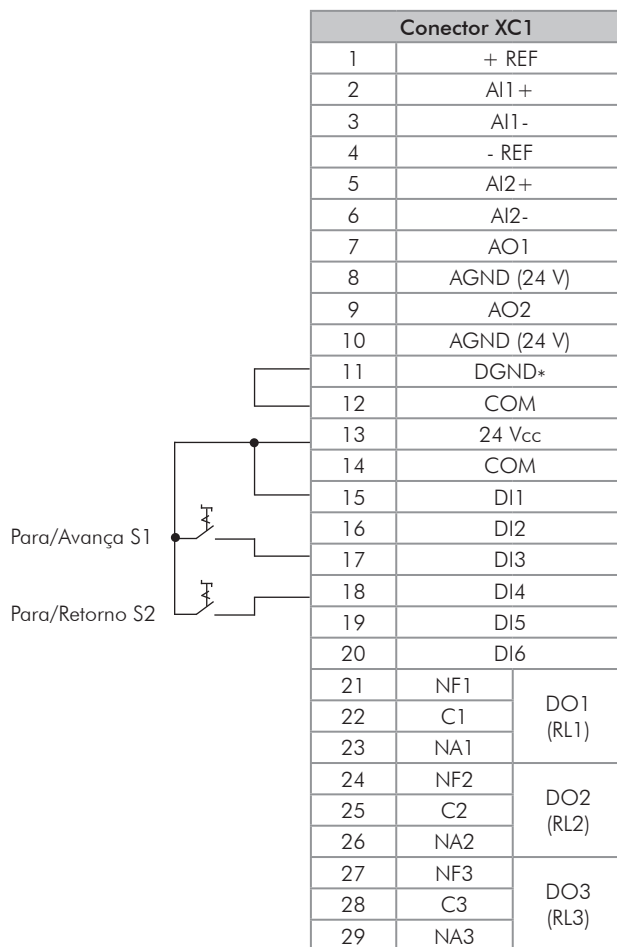 Conector XC1
1 + REF
2 AI1+
3 AI1-
4 - REF
5 AI2+
6 AI2-
7 AO1
8 AGND (24 V)
9 AO2
10 AGND (24 V)
11 DGND*
12 COM
13 24 Vcc
14 COM
15 DI1
16 DI2
Para/Avança S1
17 DI3
18 DI4
Para/Retorno S2
19 DI5
20 DI6
21 NF1
22 C1
23 NA1
DO1
(RL1)
24 NF2
25 C2
26 NA2
DO2
(RL2)
27 NF3
28 C3
29 NA3
DO3
(RL3)